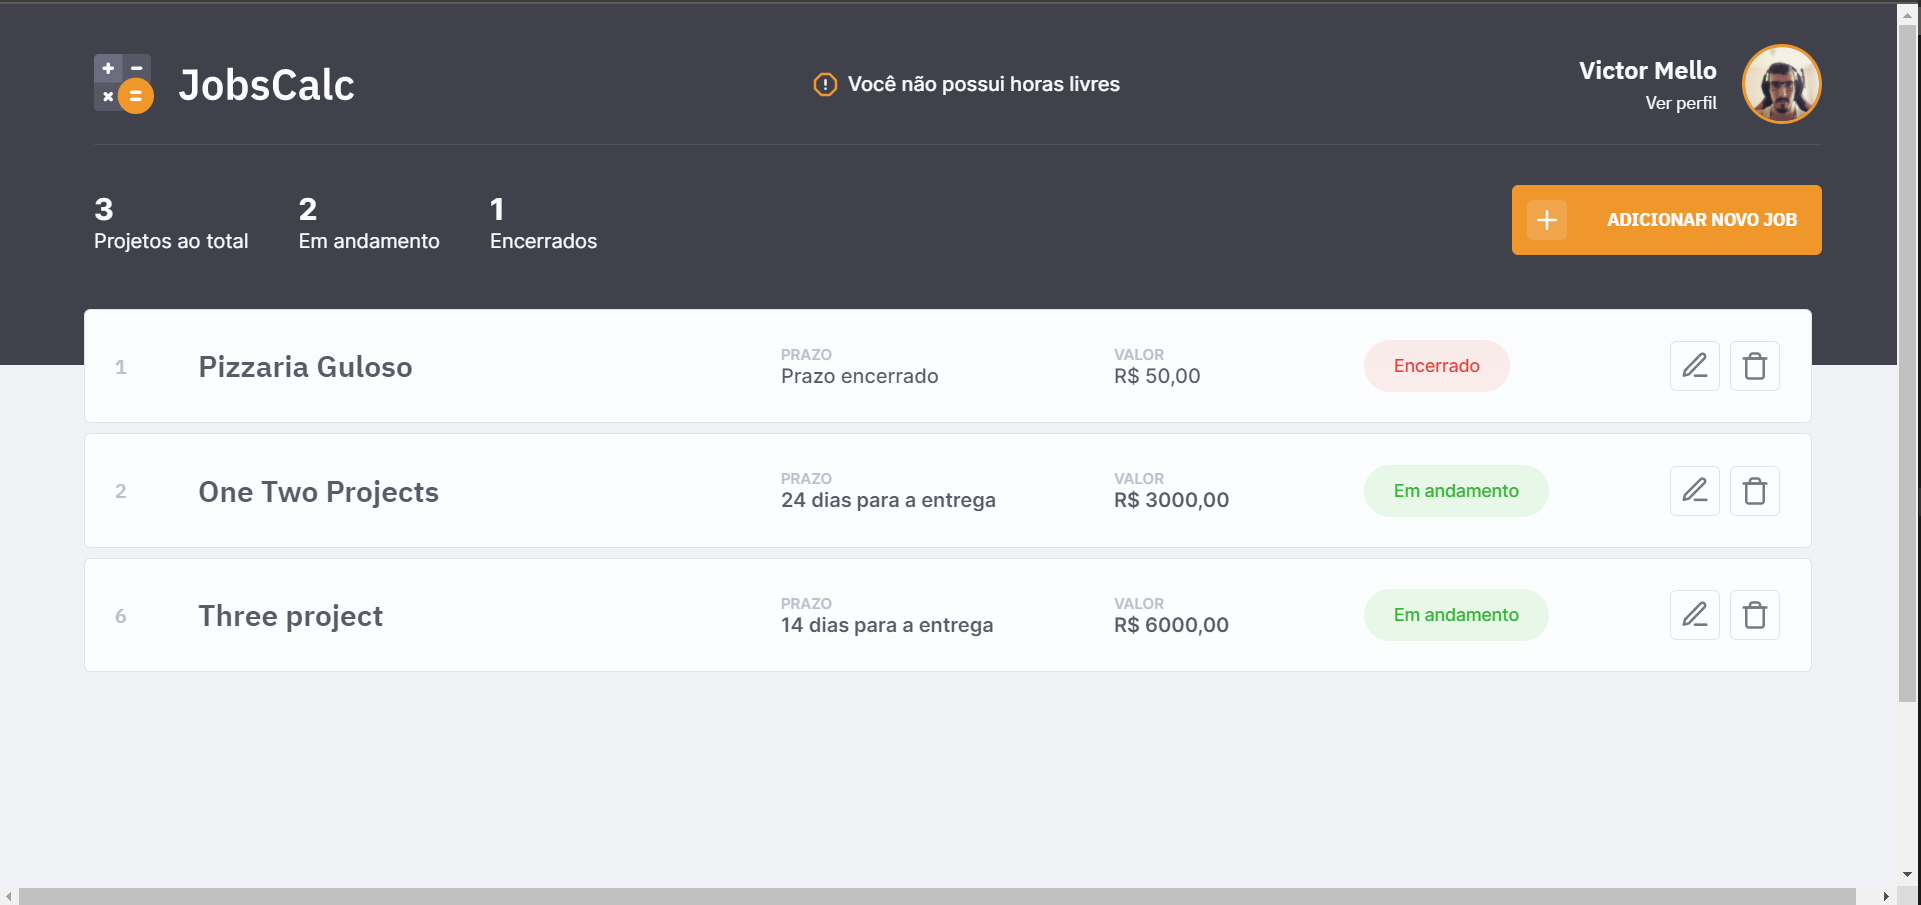 JobsCalc
Você não possui horas livres
Victor Mello
Ver perfil
3
Projetos ao total
2
Em andamento
1
Encerrados
ADICIONAR NOVO JOB
1
Pizzaria Guloso
PRAZO
Prazo encerrado
VALOR
R$ 50,00
Encerrado
2
One Two Projects
PRAZO
24 dias para a entrega
VALOR
R$ 3000,00
Em andamento
6
Three project
PRAZO
14 dias para a entrega
VALOR
R$ 6000,00
Em andamento